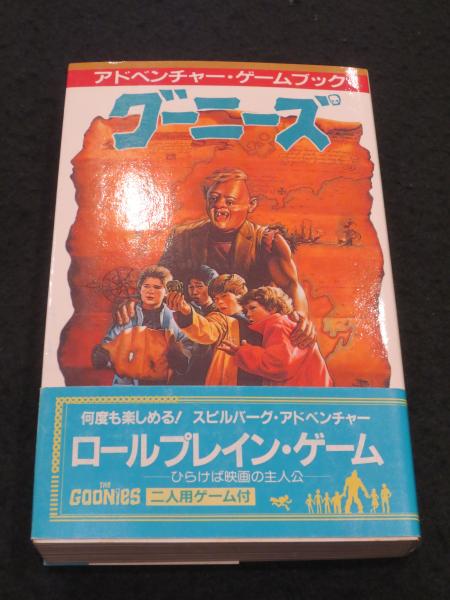 アドベンチャー・ゲームブック
グーニーズ
何度も楽しめる! スピルバーグ・アドベンチャー
ロールプレイン・ゲーム
ひらけば映画の主人公
THE GOONIES
二人用ゲーム付